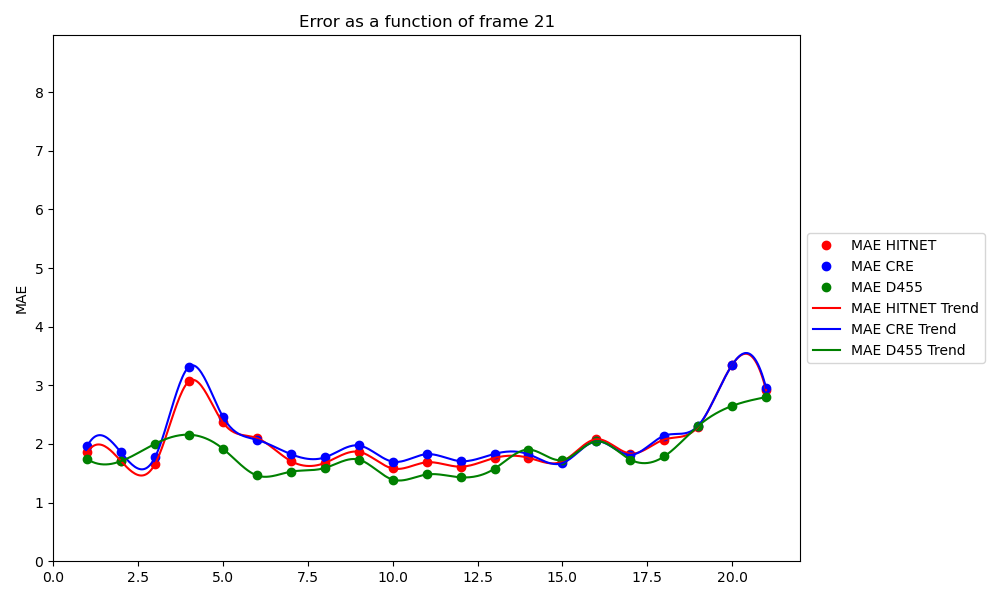 Error as a function of frame 21
MAE
8
7
6
5
4
3
2
1
0
0.0 2.5 5.0 7.5 10.0 12.5 15.0 17.5 20.0
MAE HITNET
MAE CRE
MAE D455
MAE HITNET Trend
MAE CRE Trend
MAE D455 Trend